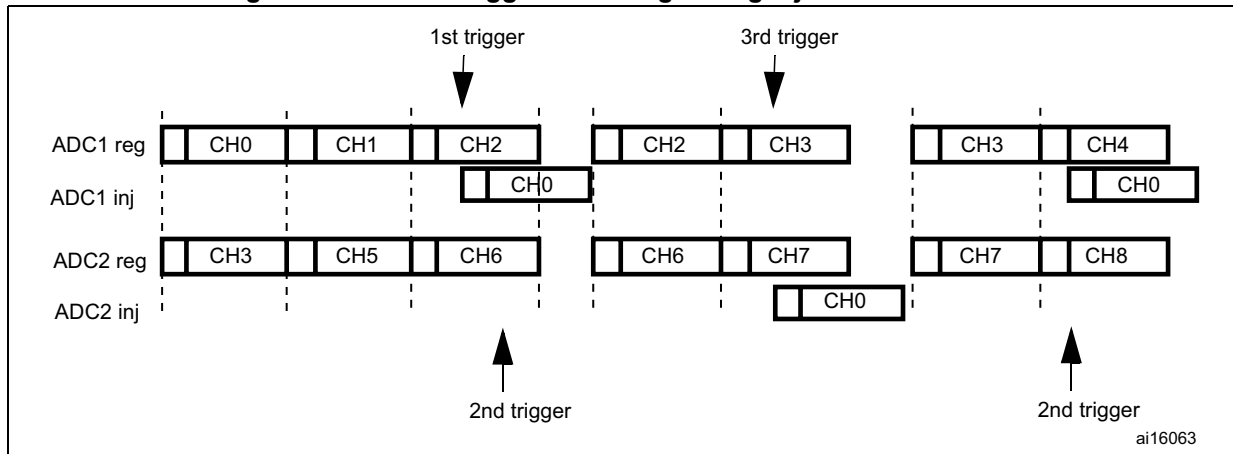 1st trigger 3rd trigger
ADC1 reg CH0 CH1 CH2 CH2 CH3 CH3 CH4
ADC1 inj CH0 CH0
ADC2 reg CH3 CH5 CH6 CH6 CH7 CH7 CH8
ADC2 inj CH0
2nd trigger 2nd trigger
ai16063